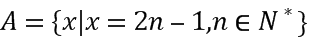 A = {x|x = 2n − 1,n ∈ N*}